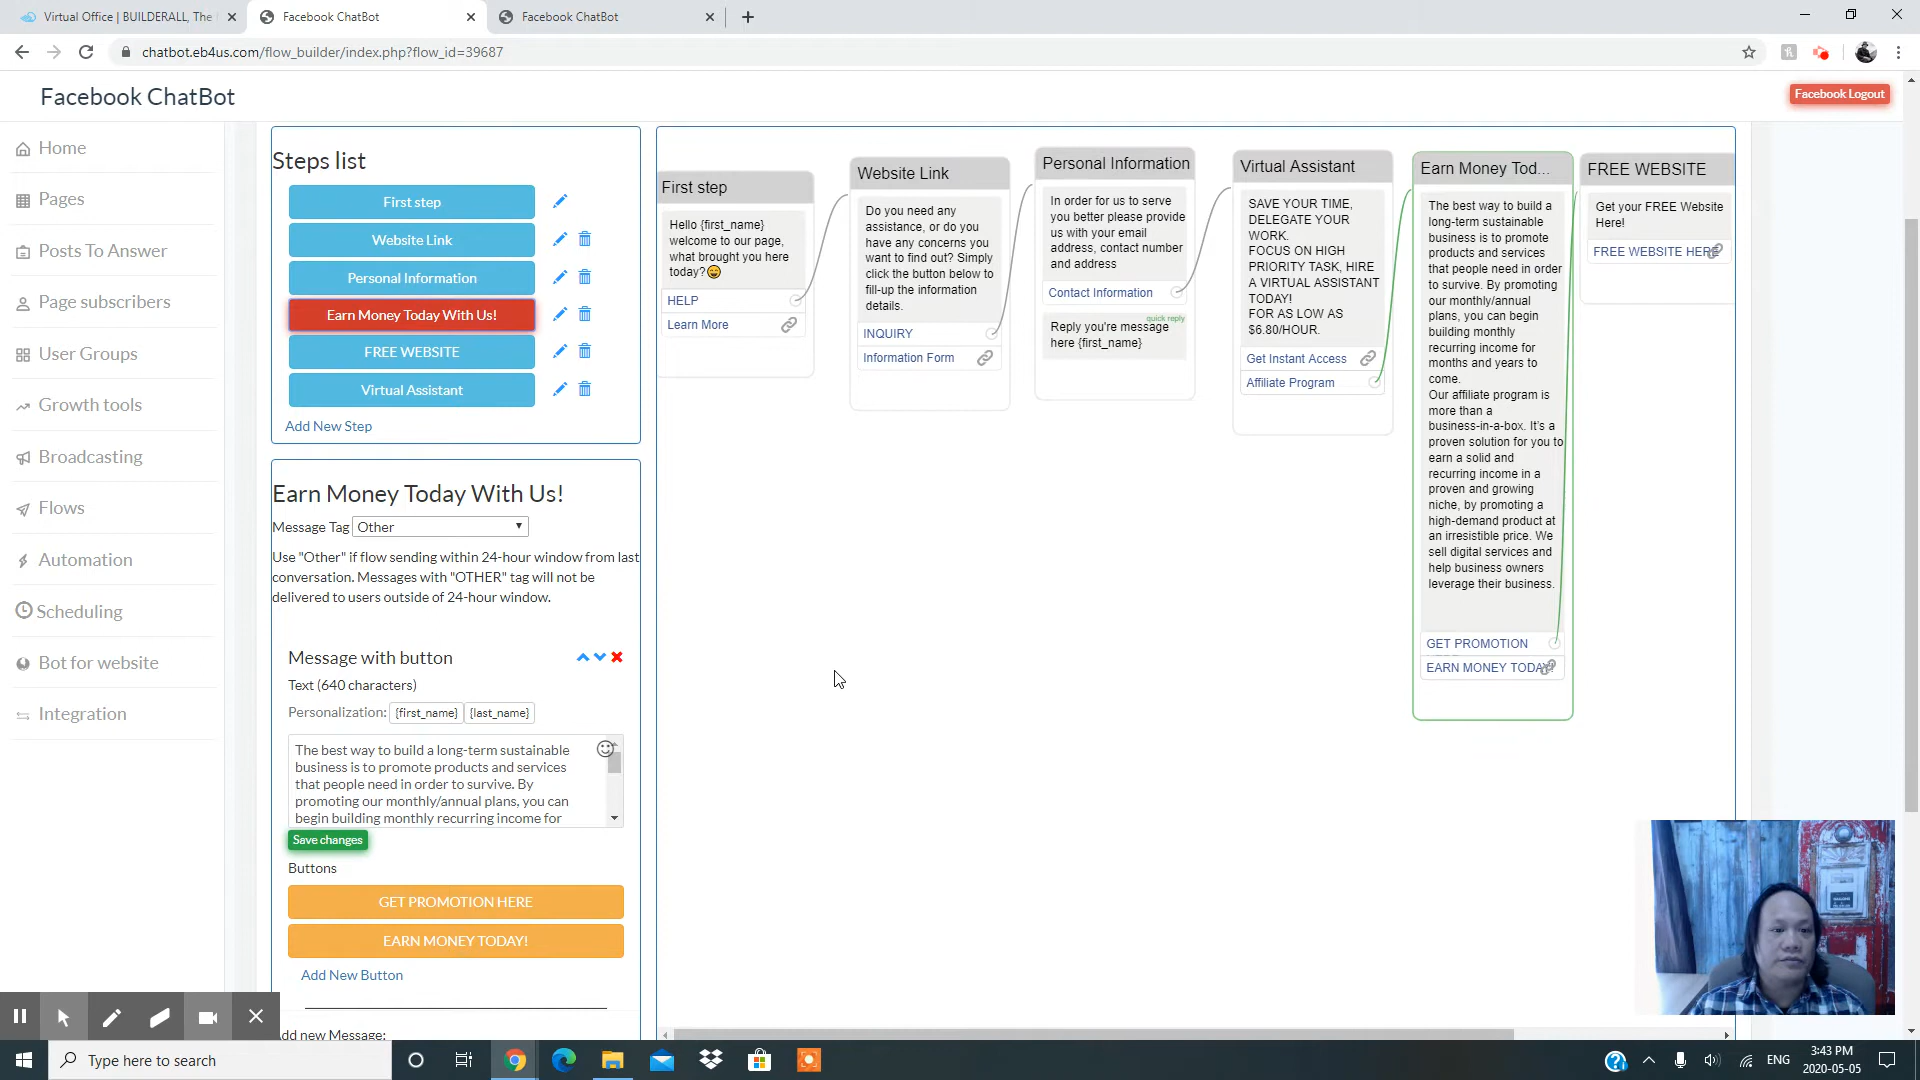 Virtual Office | BUILDERALL, The
Facebook ChatBot
Facebook ChatBot
chatbot.eb4us.com/flow_builder/index.php?flow_id=39687
Facebook ChatBot
Facebook Logout
Home
Pages
Posts To Answer
Page subscribers
User Groups
Growth tools
Broadcasting
Flows
Automation
Scheduling
Bot for website
Integration
Steps list
First step
Website Link
Personal Information
Earn Money Today With Us!
FREE WEBSITE
Virtual Assistant
Add New Step
Earn Money Today With Us!
Message Tag Other
Use "Other" if flow sending within 24-hour window from last
conversation. Messages with "OTHER" tag will not be
delivered to users outside of 24-hour window.
Message with button
Text (640 characters)
Personalization: {first_name} {last_name}
The best way to build a long-term sustainable
business is to promote products and services
that people need in order to survive. By
promoting our monthly/annual plans, you can
begin building monthly recurring income for
Save changes
Buttons
GET PROMOTION HERE
EARN MONEY TODAY!
Add New Button
dd new Message:
First step
Hello {first_name}
welcome to our page,
what brought you here
today?😄
HELP
Learn More
Website Link
Do you need any
assistance, or do you
have any concerns you
want to find out? Simply
click the button below to
fill-up the information
details.
INQUIRY
Information Form
Personal Information
In order for us to serve
you better please provide
us with your email
address, contact number
and address
Contact Information
quick reply
Reply you're message
here {first_name}
Virtual Assistant
SAVE YOUR TIME,
DELEGATE YOUR
WORK.
FOCUS ON HIGH
PRIORITY TASK, HIRE
A VIRTUAL ASSISTANT
TODAY!
FOR AS LOW AS
$6.80/HOUR.
Get Instant Access
Affiliate Program
Earn Money Tod...
The best way to build a
long-term sustainable
business is to promote
products and services
that people need in order
to survive. By promoting
our monthly/annual
plans, you can begin
building monthly
recurring income for
months and years to
come.
Our affiliate program is
more than a
business-in-a-box. It's a
proven solution for you to
earn a solid and
recurring income in a
proven and growing
niche, by promoting a
high-demand product at
an irresistible price. We
sell digital services and
help business owners
leverage their business.
GET PROMOTION
EARN MONEY TODAY!
FREE WEBSITE
Get your FREE Website
Here!
FREE WEBSITE HERE
Type here to search
ENG
3:43 PM
2020-05-05